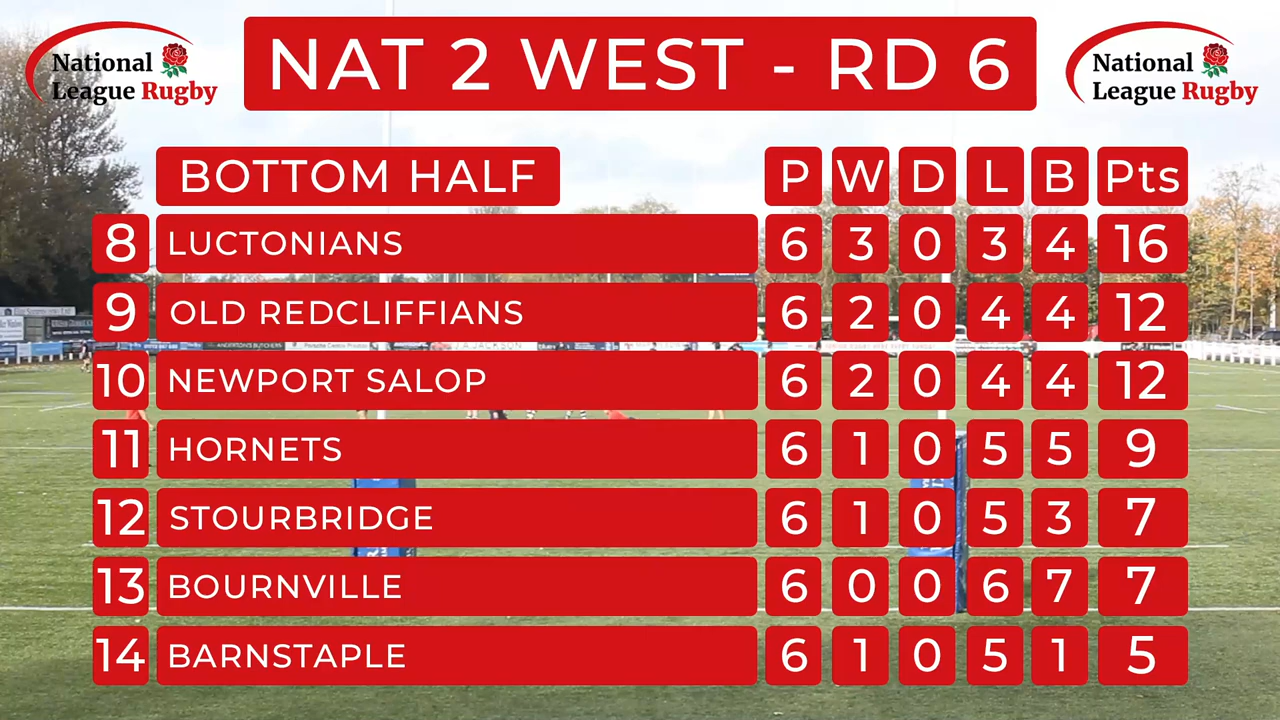 National
League Rugby
NAT 2 WEST - RD 6
National
League Rugby
BOTTOM HALF P W D L B Pts
8 LUCTONIANS 6 3 0 3 4 16
9 OLD REDCLIFFIANS 6 2 0 4 4 12
10 NEWPORT SALOP 6 2 0 4 4 12
11 HORNETS 6 1 0 5 5 9
12 STOURBRIDGE 6 1 0 5 3 7
13 BOURNVILLE 6 0 0 6 7 7
14 BARNSTAPLE 6 1 0 5 1 5